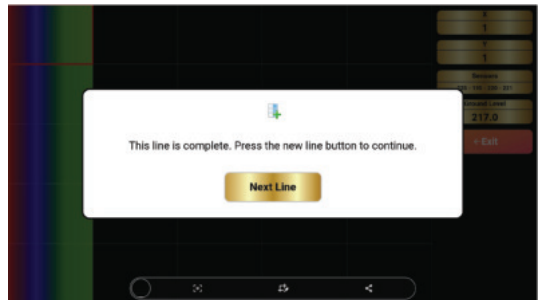 X
1
Y
1
Sensors
Ground Level
217.0
Exit
This line is complete. Press the new line button to continue.
Next Line